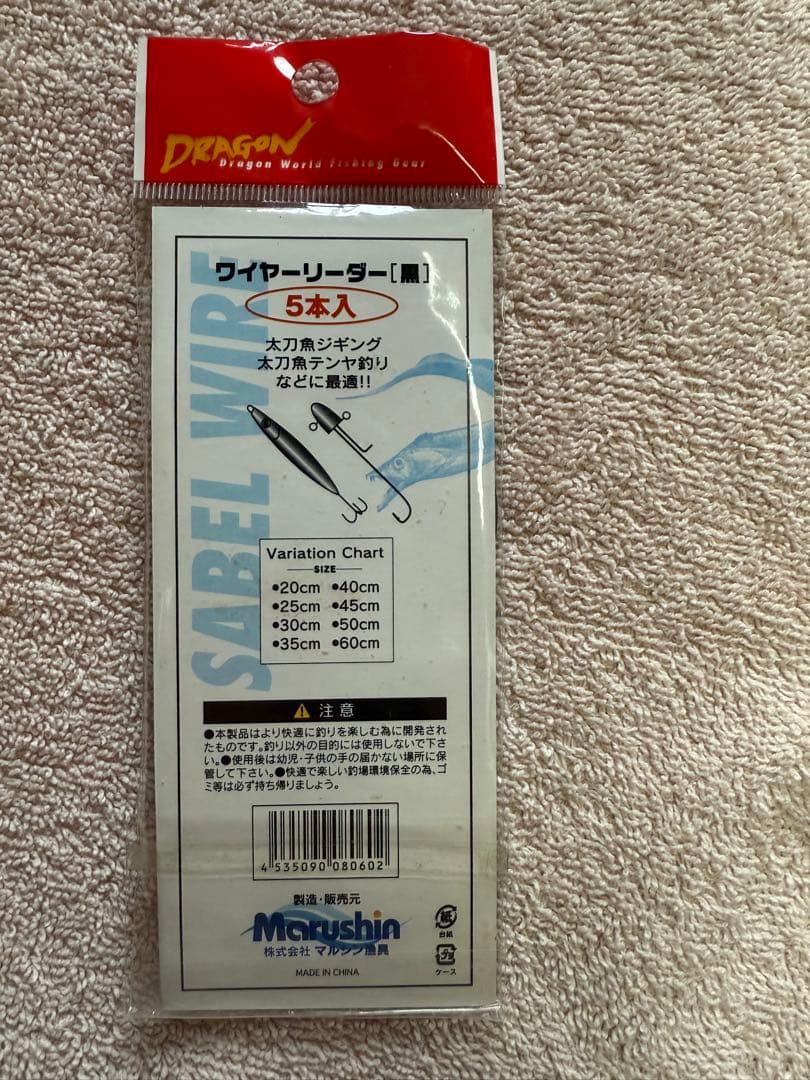 DRAGON
Dragon World Fishing Gear
SABEL WIRE
ワイヤーリーダー[黒]
5本入
太刀魚ジギング
太刀魚テンヤ釣り
などに最適!!
Variation Chart
SIZE
●20cm ●40cm
●25cm ●45cm
●30cm ●50cm
●35cm ●60cm
注意
●本製品はより快適に釣りを楽しむ為に開発され
たものです。釣り以外の目的には使用しないで下さ
い。●使用後は幼児・子供の手の届かない場所に保
管して下さい。●快適で楽しい釣場環境保全の為、ゴ
ミ等は必ず持ち帰りましょう。
4 535090 080602
製造・販売元
Marushin
株式会社 マルシン漁具
MADE IN CHINA
紙
台紙
プラ
ケース